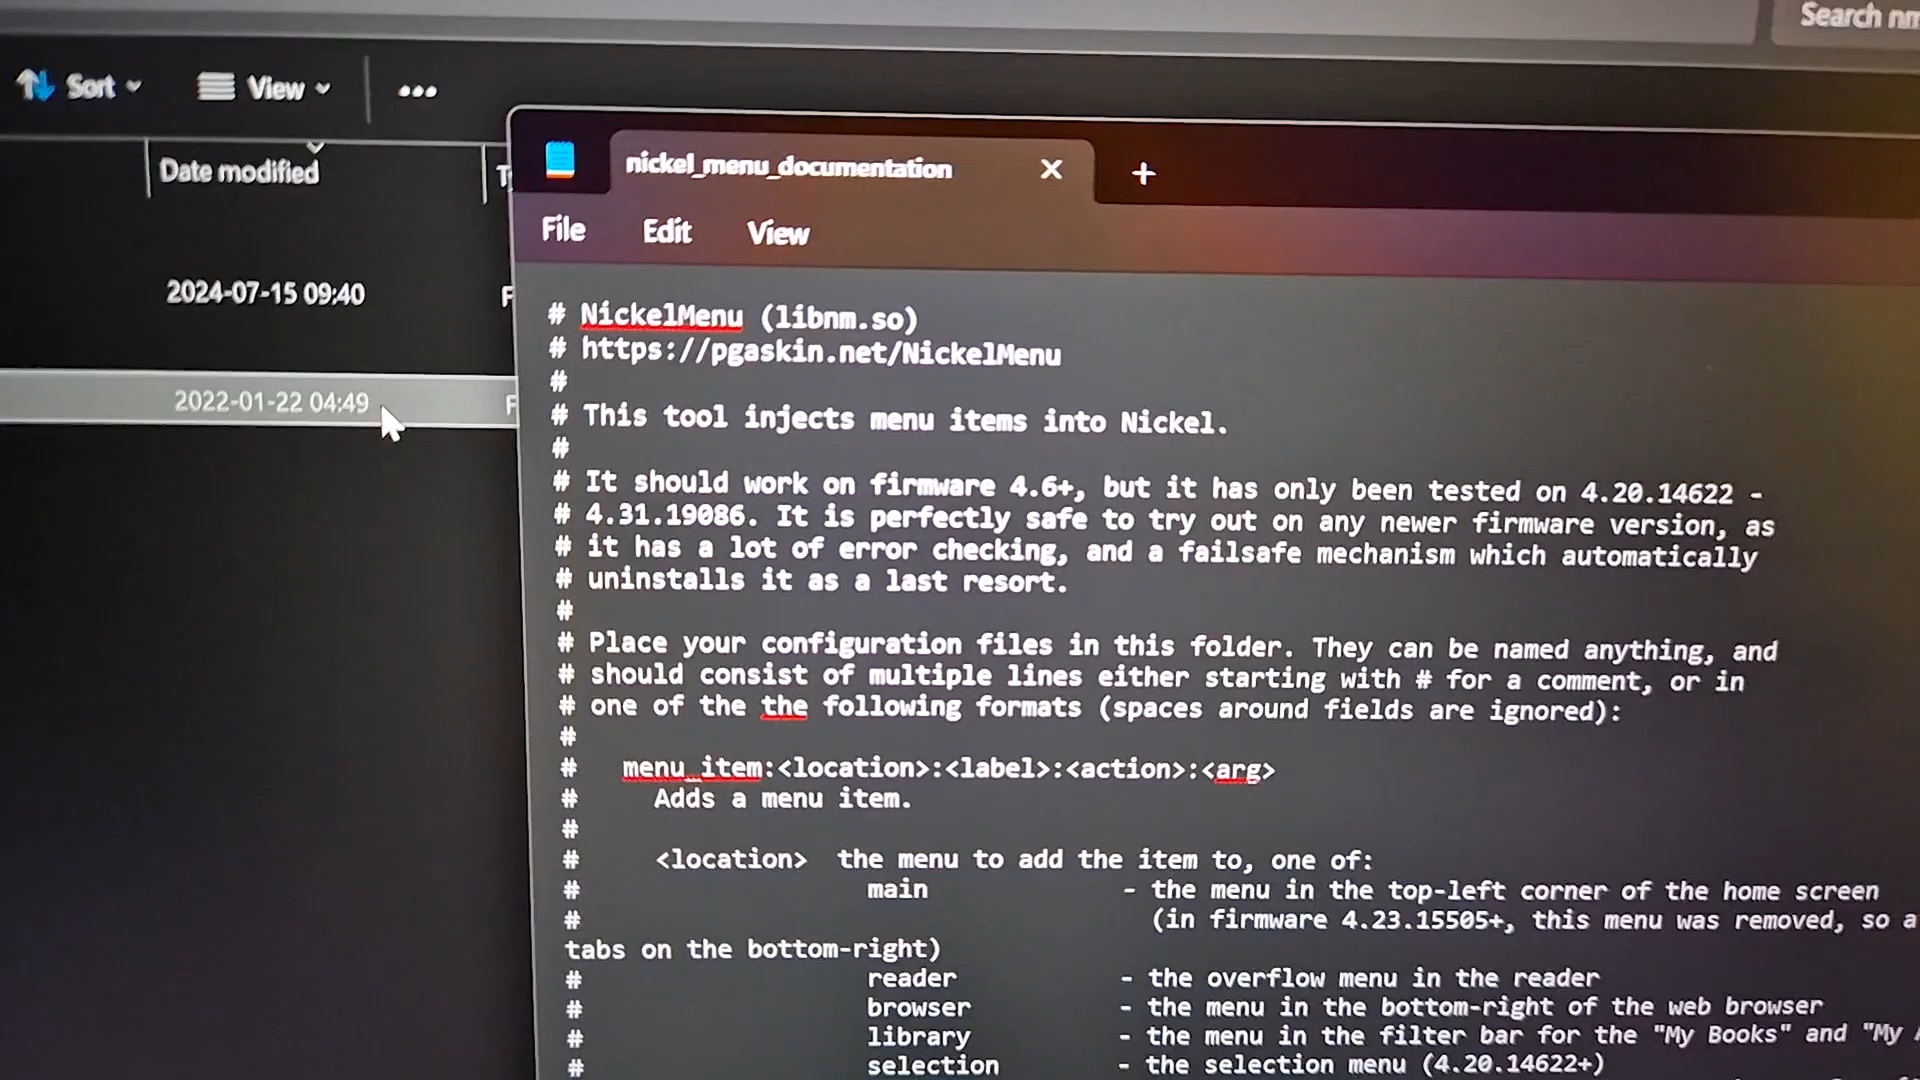 Search
Sort
View
•••
Date modified
2024-07-15 09:40
2022-01-22 04:49
nickel_menu_documentation
File Edit View
# NickelMenu (libnm.so)
# https://pgaskin.net/NickelMenu
#
# This tool injects menu items into Nickel.
#
# It should work on firmware 4.6+, but it has only been tested on 4.20.14622 -
# 4.31.19086. It is perfectly safe to try out on any newer firmware version, as
# it has a lot of error checking, and a failsafe mechanism which automatically
# uninstalls it as a last resort.
#
# Place your configuration files in this folder. They can be named anything, and
# should consist of multiple lines either starting with # for a comment, or in
# one of the the following formats (spaces around fields are ignored):
#
# menu_item:<location>:<label>:<action>:<arg>
# Adds a menu item.
#
# <location> the menu to add the item to, one of:
# main - the menu in the top-left corner of the home screen
# (in firmware 4.23.15505+, this menu was removed, so a
tabs on the bottom-right)
# reader - the overflow menu in the reader
# browser - the menu in the bottom-right of the web browser
# library - the menu in the filter bar for the "My Books" and "My
# selection - the selection menu (4.20.14622+)